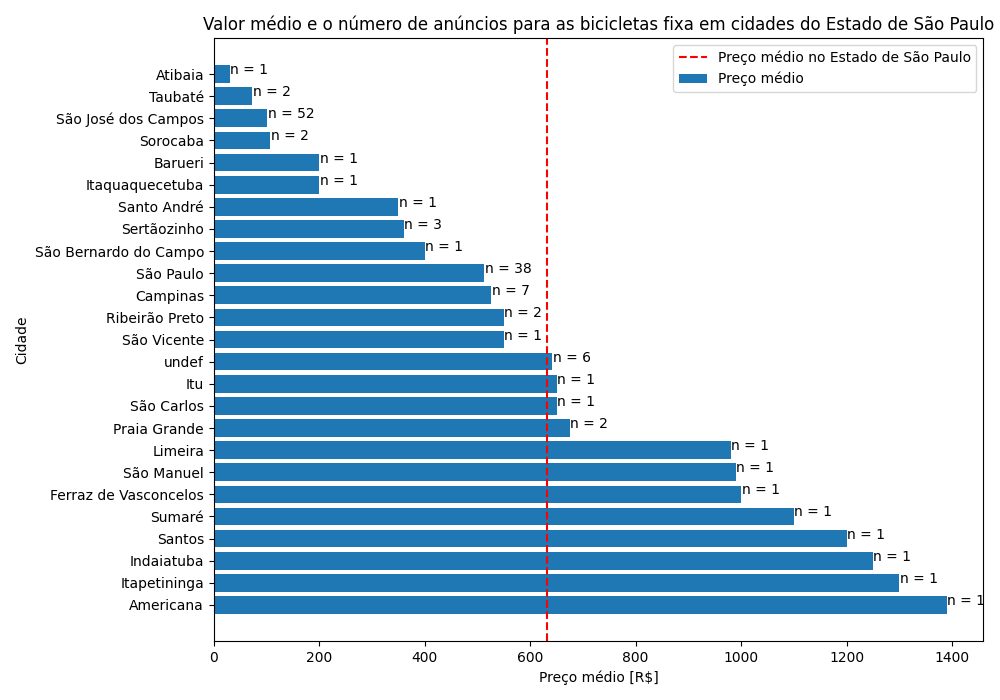 Valor médio e o número de anúncios para as bicicletas fixa em cidades do Estado de São Paulo
Preço médio no Estado de São Paulo
Preço médio
Cidade
Atibaia n = 1
Taubaté n = 2
São José dos Campos n = 52
Sorocaba n = 2
Barueri n = 1
Itaquaquecetuba n = 1
Santo André n = 1
Sertãozinho n = 3
São Bernardo do Campo n = 1
São Paulo n = 38
Campinas n = 7
Ribeirão Preto n = 2
São Vicente n = 1
undef n = 6
Itu n = 1
São Carlos n = 1
Praia Grande n = 2
Limeira n = 1
São Manuel n = 1
Ferraz de Vasconcelos n = 1
Sumaré n = 1
Santos n = 1
Indaiatuba n = 1
Itapetininga n = 1
Americana n = 1
0 200 400 600 800 1000 1200 1400
Preço médio [R$]